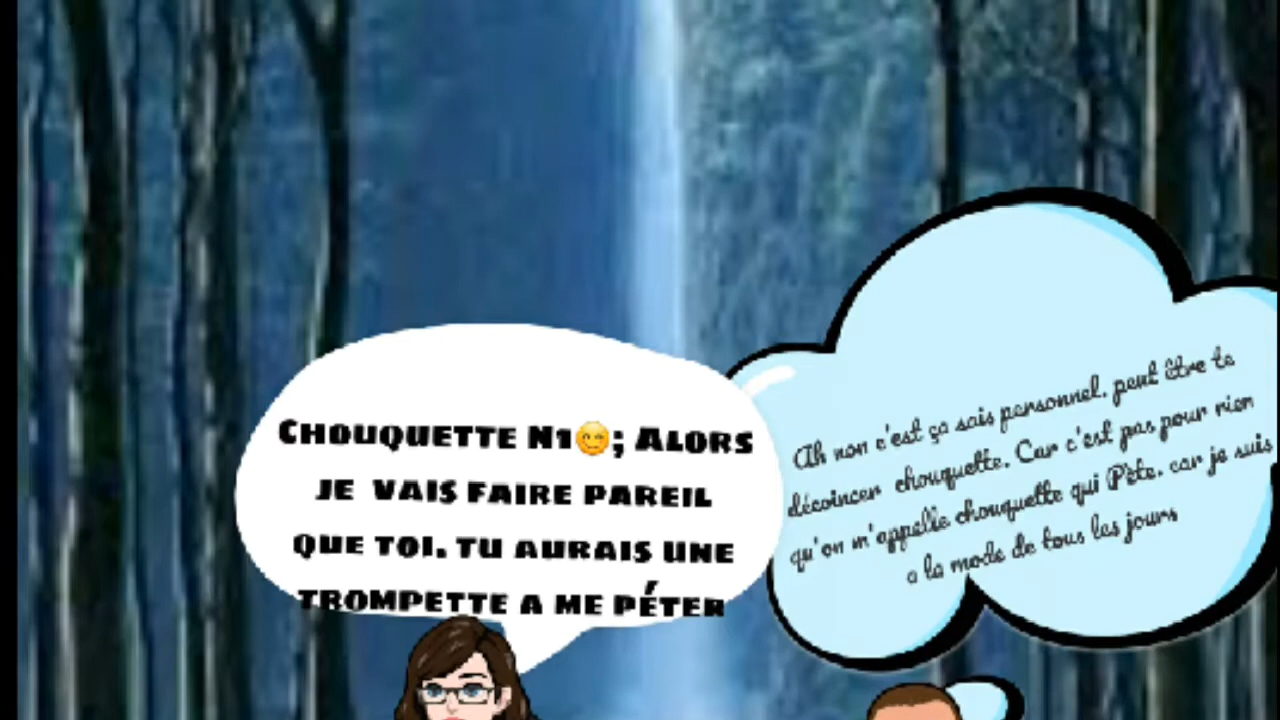 CHOUQUETTE N1😊; ALORS
JE VAIS FAIRE PAREIL
QUE TOI. TU AURAIS UNE
TROMPETTE A ME PÉTER
Ah non c'est ça sais personnel. peut être te
décoincer chouquette. Car c'est pas pour rien
qu'on m'appelle chouquette qui Pète. car je suis
a la mode de tous les jours